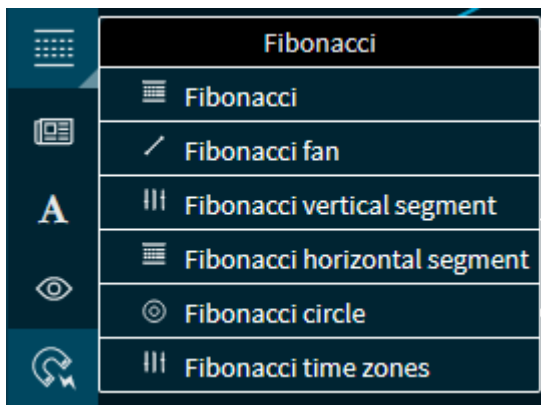 Fibonacci
Fibonacci
Fibonacci fan
A
Fibonacci vertical segment
Fibonacci horizontal segment
Fibonacci circle
Fibonacci time zones